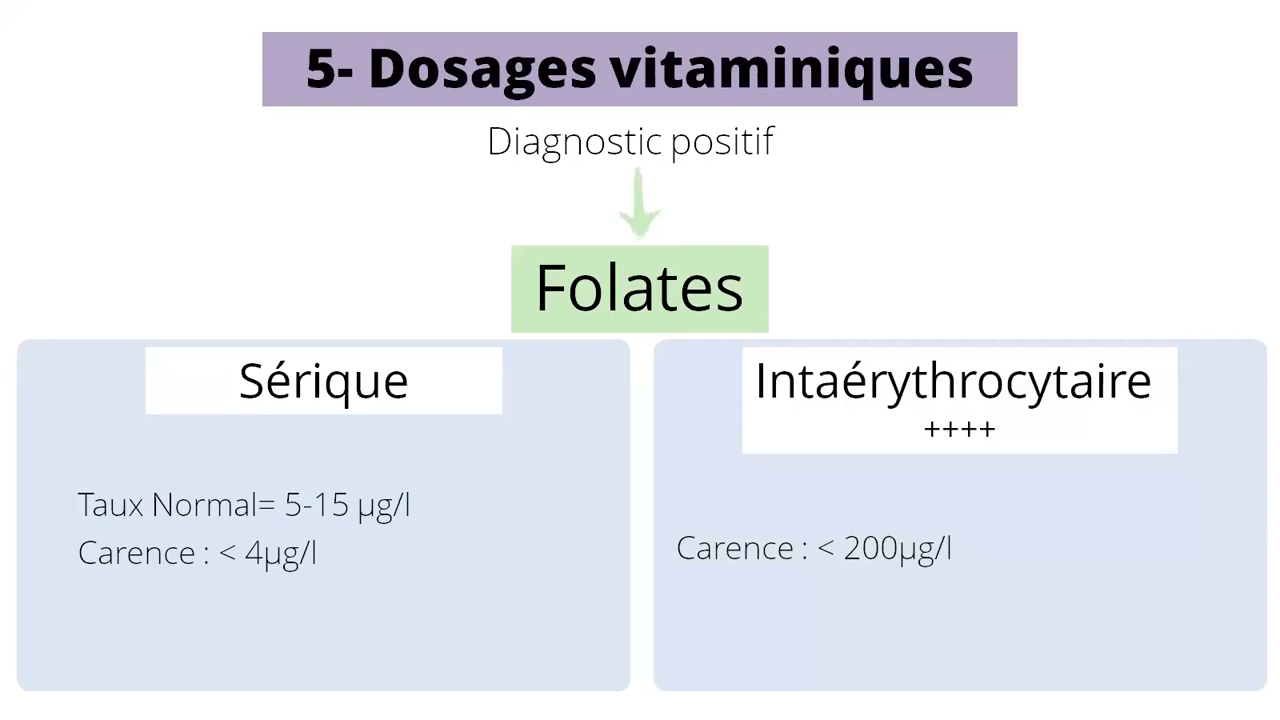 5- Dosages vitaminiques
Diagnostic positif
Folates
Sérique
Taux Normal= 5-15 µg/l
Carence : < 4µg/l
Intaérythrocytaire
++++
Carence : < 200µg/l